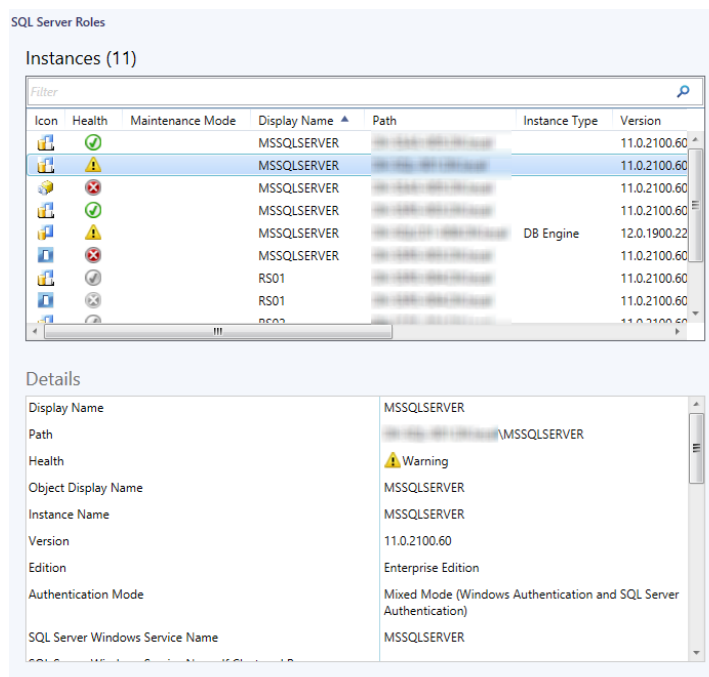 SQL Server Roles
Instances (11)
Filter
Icon Health Maintenance Mode Display Name Path Instance Type Version
MSSQLSERVER 11.0.2100.60
MSSQLSERVER 11.0.2100.60
MSSQLSERVER 11.0.2100.60
MSSQLSERVER 11.0.2100.60
MSSQLSERVER DB Engine 12.0.1900.22
MSSQLSERVER 11.0.2100.60
RS01 11.0.2100.60
RS01 11.0.2100.60
11.0.2100.60
Details
Display Name MSSQLSERVER
Path \MSSQLSERVER
Health Warning
Object Display Name MSSQLSERVER
Instance Name MSSQLSERVER
Version 11.0.2100.60
Edition Enterprise Edition
Authentication Mode Mixed Mode (Windows Authentication and SQL Server
Authentication)
SQL Server Windows Service Name MSSQLSERVER